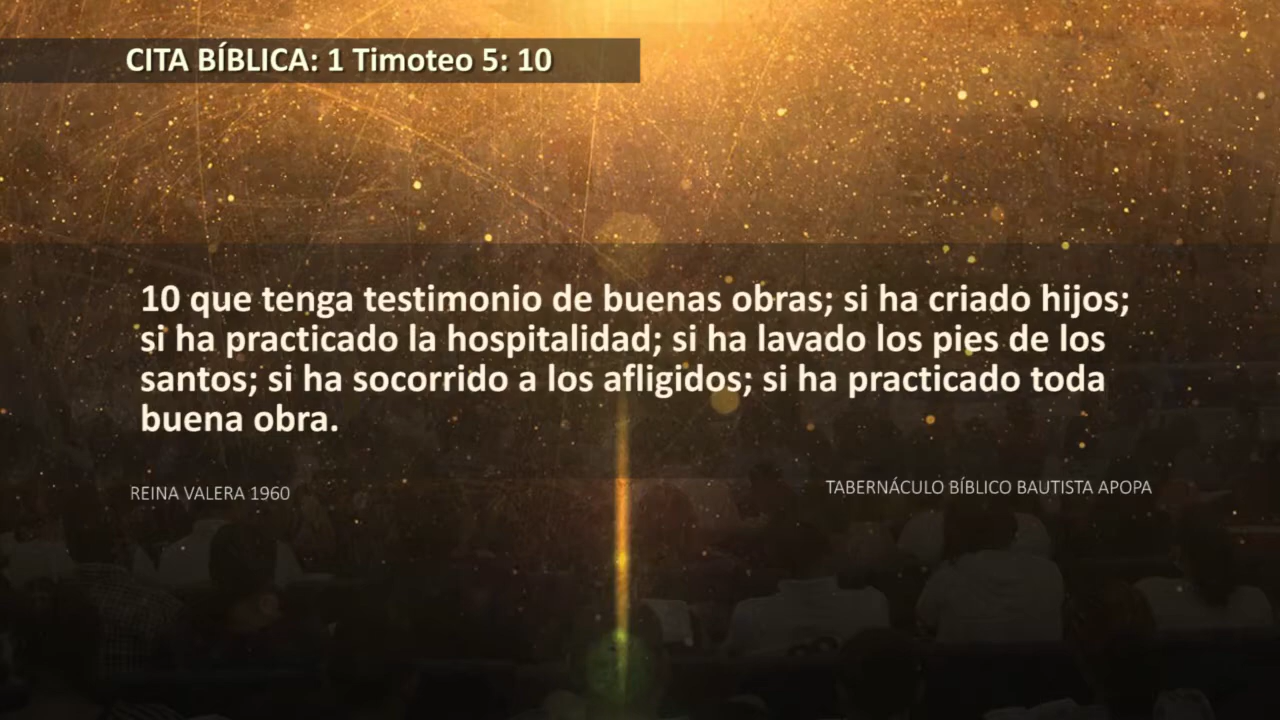 CITA BÍBLICA: 1 Timoteo 5: 10
10 que tenga testimonio de buenas obras; si ha criado hijos;
si ha practicado la hospitalidad; si ha lavado los pies de los
santos; si ha socorrido a los afligidos; si ha practicado toda
buena obra.
REINA VALERA 1960
TABERNÁCULO BÍBLICO BAUTISTA APOPA